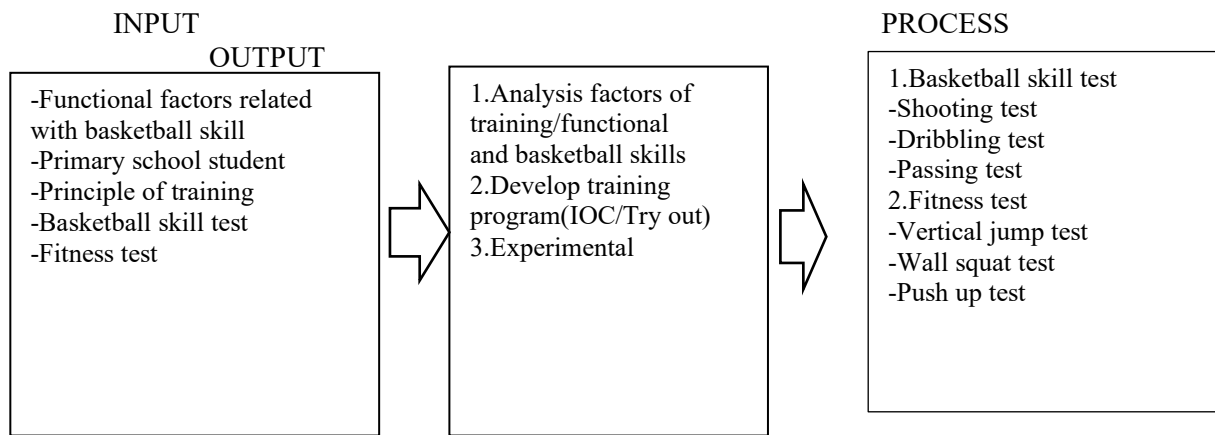 INPUT
PROCESS
OUTPUT
-Functional factors related
with basketball skill
-Primary school student
-Principle of training
-Basketball skill test
-Fitness test
1.Analysis factors of
training/functional
and basketball skills
2.Develop training
program(IOC/Try out)
3.Experimental
1.Basketball skill test
-Shooting test
-Dribbling test
-Passing test
2.Fitness test
-Vertical jump test
-Wall squat test
-Push up test